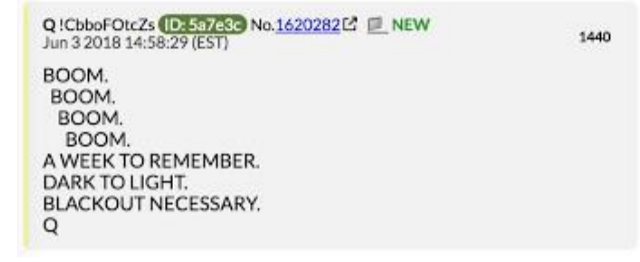 Q !CbboFOtcZs ID: 5a7e3c No.1620282 NEW
Jun 3 2018 14:58:29 (EST)
1440
BOOM.
BOOM.
BOOM.
BOOM.
A WEEK TO REMEMBER.
DARK TO LIGHT.
BLACKOUT NECESSARY.
Q